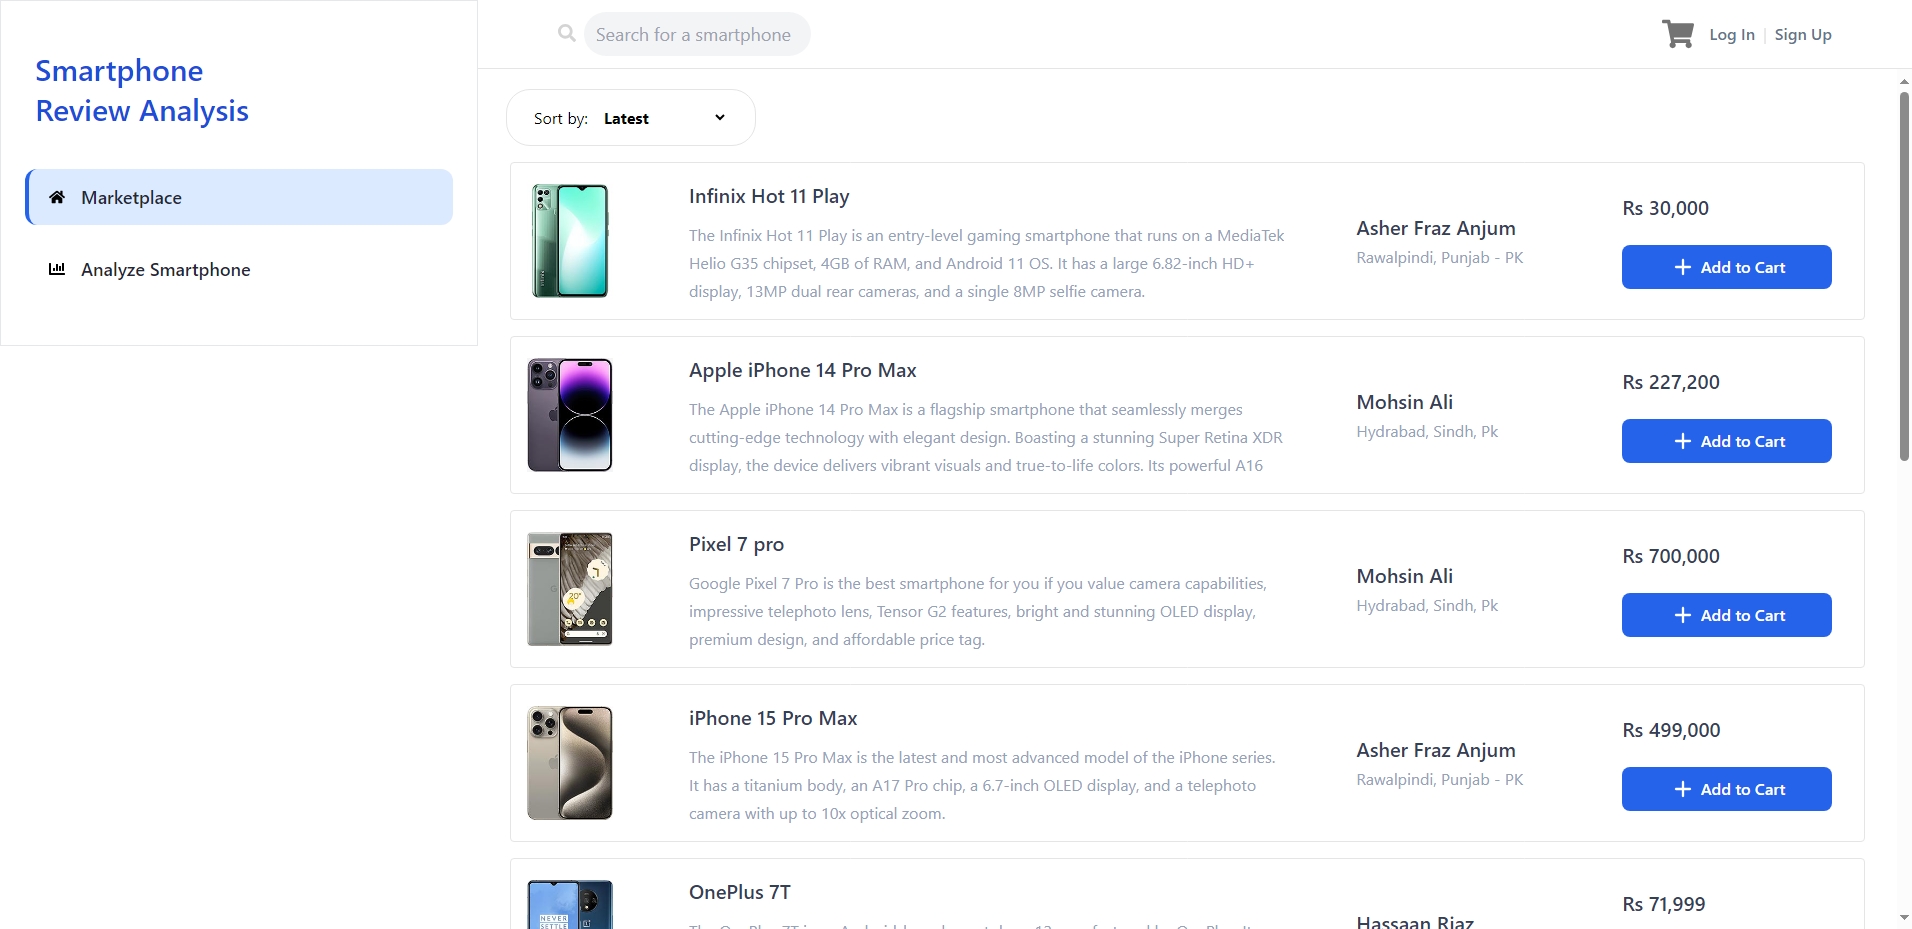 Smartphone
Review Analysis
Marketplace
Analyze Smartphone
Search for a smartphone
Log In | Sign Up
Sort by: Latest
Infinix Hot 11 Play
The Infinix Hot 11 Play is an entry-level gaming smartphone that runs on a MediaTek
Helio G35 chipset, 4GB of RAM, and Android 11 OS. It has a large 6.82-inch HD+
display, 13MP dual rear cameras, and a single 8MP selfie camera.
Asher Fraz Anjum
Rawalpindi, Punjab - PK
Rs 30,000
Add to Cart
Apple iPhone 14 Pro Max
The Apple iPhone 14 Pro Max is a flagship smartphone that seamlessly merges
cutting-edge technology with elegant design. Boasting a stunning Super Retina XDR
display, the device delivers vibrant visuals and true-to-life colors. Its powerful A16
Mohsin Ali
Hydrabad, Sindh, Pk
Rs 227,200
Add to Cart
Pixel 7 pro
Google Pixel 7 Pro is the best smartphone for you if you value camera capabilities,
impressive telephoto lens, Tensor G2 features, bright and stunning OLED display,
premium design, and affordable price tag.
Mohsin Ali
Hydrabad, Sindh, Pk
Rs 700,000
Add to Cart
iPhone 15 Pro Max
The iPhone 15 Pro Max is the latest and most advanced model of the iPhone series.
It has a titanium body, an A17 Pro chip, a 6.7-inch OLED display, and a telephoto
camera with up to 10x optical zoom.
Asher Fraz Anjum
Rawalpindi, Punjab - PK
Rs 499,000
Add to Cart
OnePlus 7T
NEVER
SETTLE
Hassaan Riaz
Rs 71,999